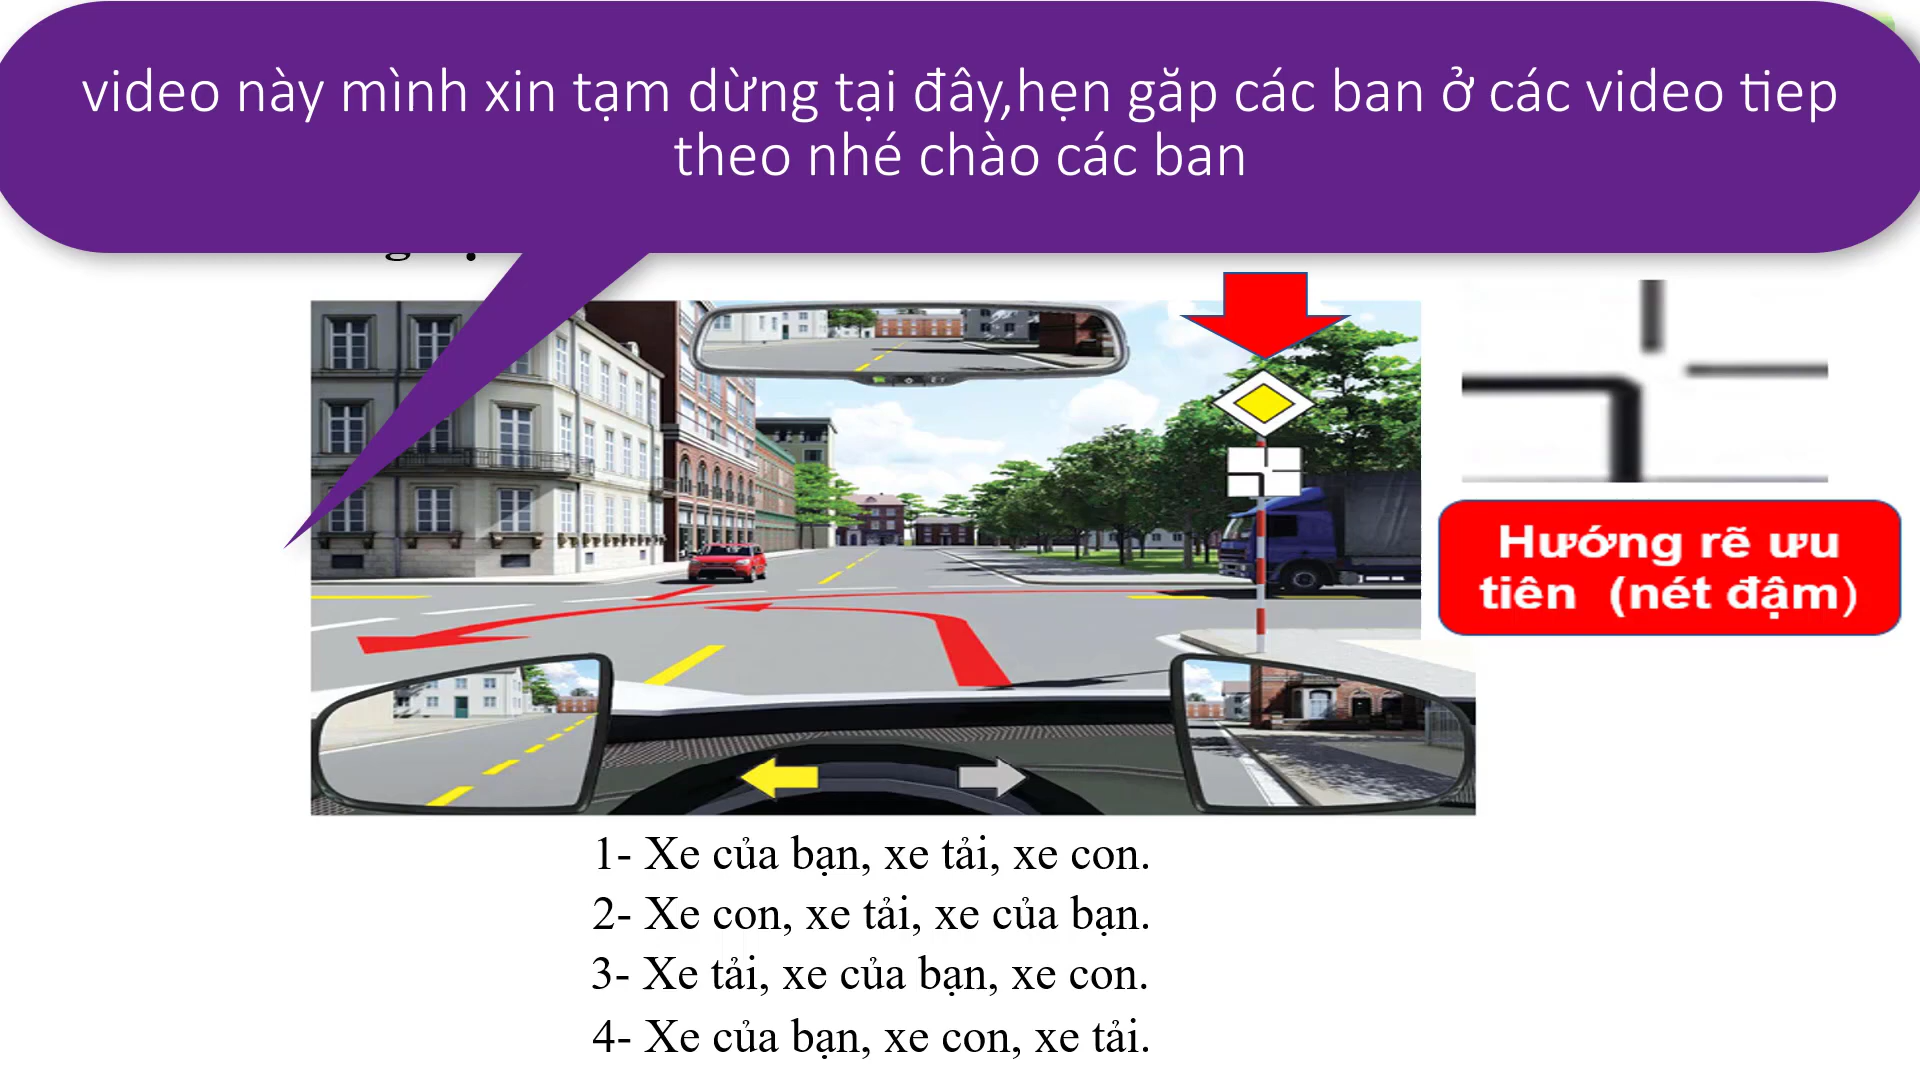 video này mình xin tạm dừng tại đây,hẹn găp các ban ở các video tiep
theo nhé chào các ban
Hướng rẽ ưu
tiên (nét đậm)
1- Xe của bạn, xe tải, xe con.
2- Xe con, xe tải, xe của bạn.
3- Xe tải, xe của bạn, xe con.
4- Xe của bạn, xe con, xe tải.